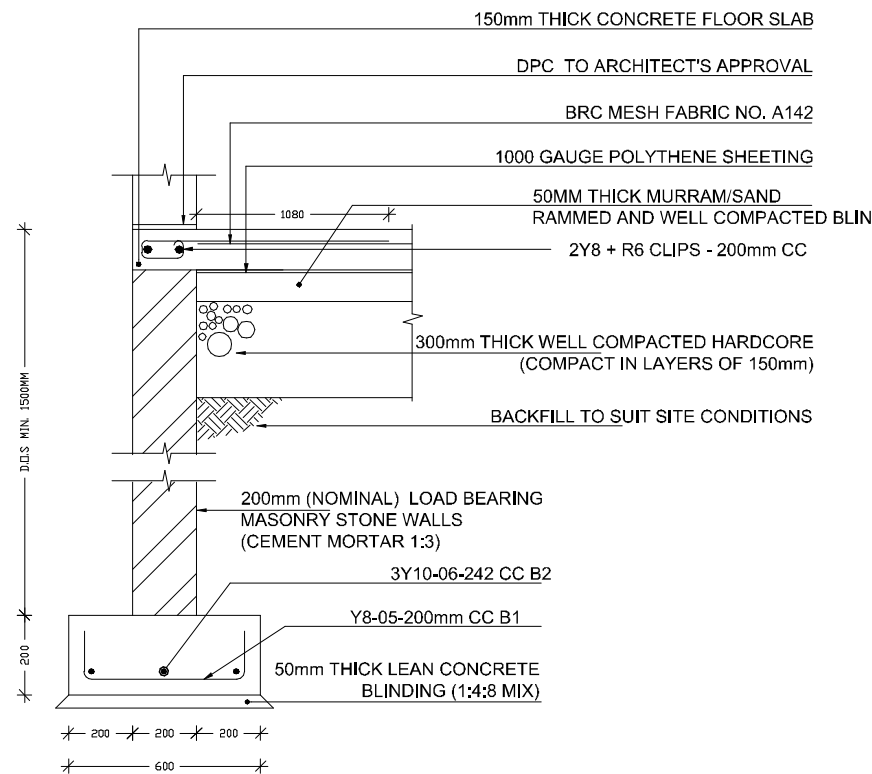 150mm THICK CONCRETE FLOOR SLAB
DPC TO ARCHITECT'S APPROVAL
BRC MESH FABRIC NO. A142
1000 GAUGE POLYTHENE SHEETING
50MM THICK MURRAM/SAND
RAMMED AND WELL COMPACTED BLIN
1080
2Y8 + R6 CLIPS - 200mm CC
300mm THICK WELL COMPACTED HARDCORE
(COMPACT IN LAYERS OF 150mm)
BACKFILL TO SUIT SITE CONDITIONS
D.O.S MIN. 1500MM
200mm (NOMINAL) LOAD BEARING
MASONRY STONE WALLS
(CEMENT MORTAR 1:3)
3Y10-06-242 CC B2
Y8-05-200mm CC B1
200
50mm THICK LEAN CONCRETE
BLINDING (1:4:8 MIX)
200 200 200
600